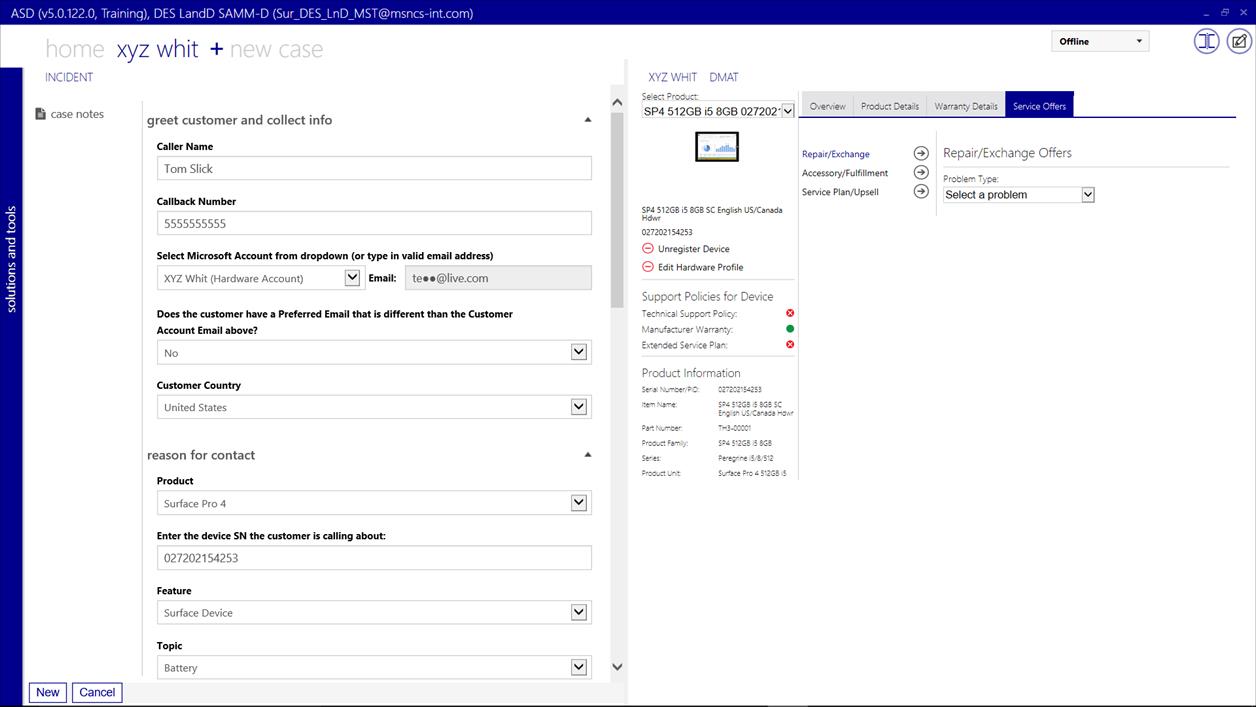 ASD (v5.0.122.0, Training), DES LandD SAMM-D (Sur_DES_LnD_MST@msncs-int.com)
home xyz whit + new case
Offline
solutions and tools
INCIDENT
case notes
greet customer and collect info
Caller Name
Tom Slick
Callback Number
5555555555
Select Microsoft Account from dropdown (or type in valid email address)
XYZ Whit (Hardware Account) Email: te●●@live.com
Does the customer have a Preferred Email that is different than the Customer
Account Email above?
No
Customer Country
United States
reason for contact
Product
Surface Pro 4
Enter the device SN the customer is calling about:
027202154253
Feature
Surface Device
Topic
Battery
New Cancel
XYZ WHIT DMAT
Select Product:
SP4 512GB i5 8GB 027202
SP4 512GB i5 8GB SC English US/Canada
Hdwr
027202154253
Unregister Device
Edit Hardware Profile
Support Policies for Device
Technical Support Policy:
Manufacturer Warranty:
Extended Service Plan:
Product Information
Serial Number/PID: 027202154253
Item Name: SP4 512GB i5 8GB SC
English US/Canada Hdwr
Part Number: TH3-00001
Product Family: SP4 512GB i5 8GB
Series: Peregrine i5/8/512
Product Unit: Surface Pro 4 512GB i5
Overview Product Details Warranty Details Service Offers
Repair/Exchange
Accessory/Fulfillment
Service Plan/Upsell
Repair/Exchange Offers
Problem Type:
Select a problem